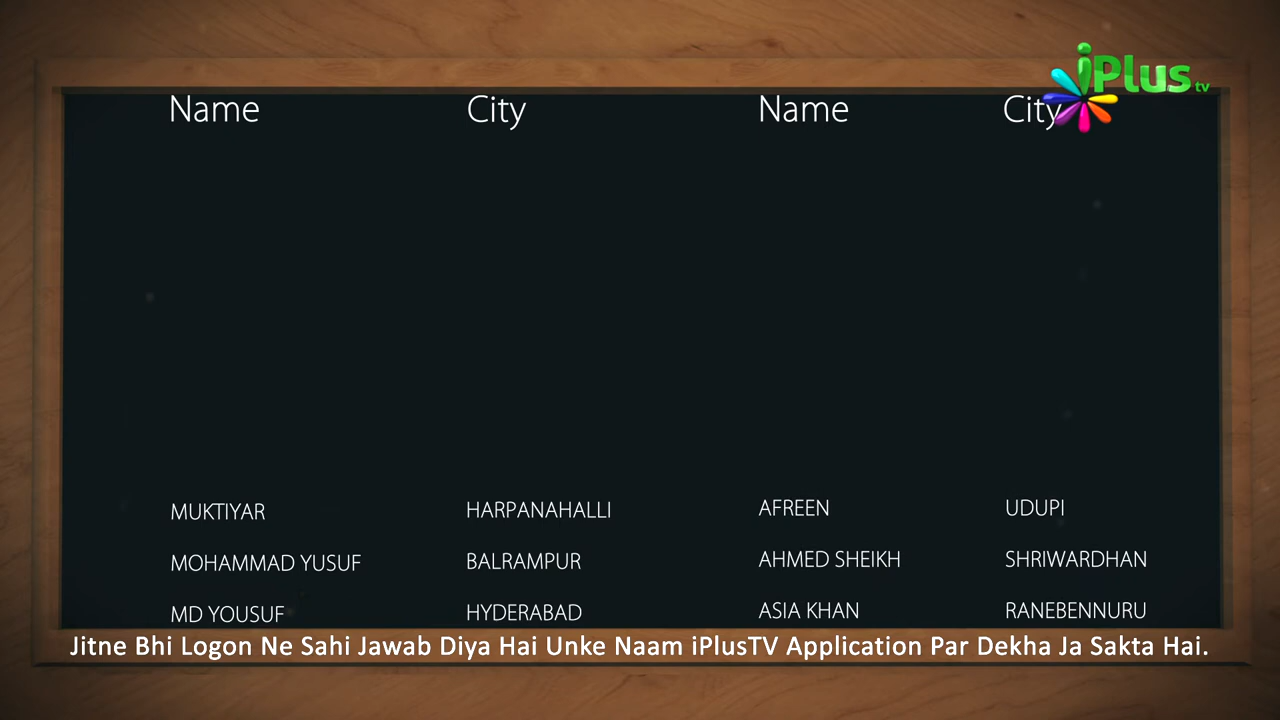 iPlus tv
Name City Name City
MUKTIYAR HARPANAHALLI AFREEN UDUPI
MOHAMMAD YUSUF BALRAMPUR AHMED SHEIKH SHRIWARDHAN
MD YOUSUF HYDERABAD ASIA KHAN RANEBENNURU
Jitne Bhi Logon Ne Sahi Jawab Diya Hai Unke Naam iPlusTV Application Par Dekha Ja Sakta Hai.